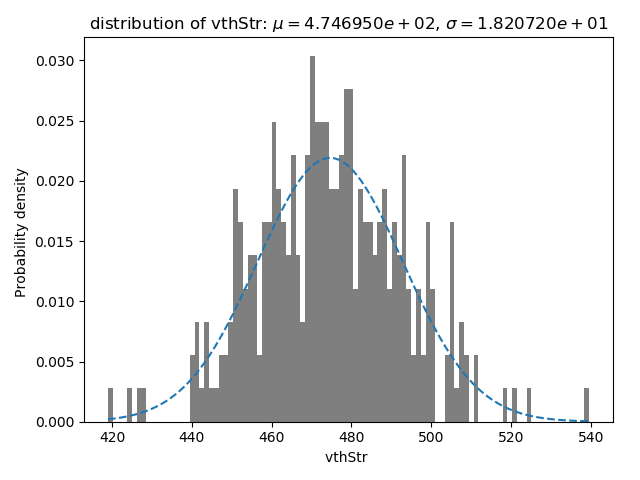 distribution of vthStr: μ = 4.746950e + 02, σ = 1.820720e + 01
0.030
0.025
0.020
0.015
0.010
0.005
0.000
Probability density
420 440 460 480 500 520 540
vthStr